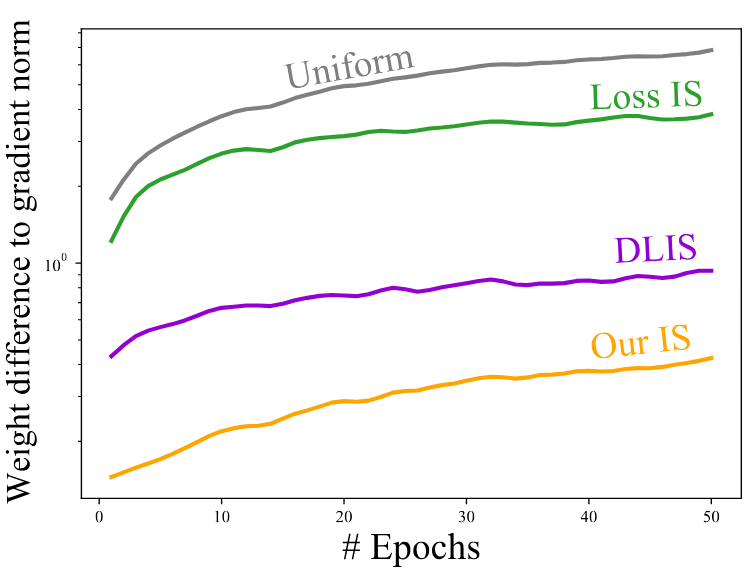 Weight difference to gradient norm
Uniform
Loss IS
10^0
DLIS
Our IS
0 10 20 30 40 50
# Epochs